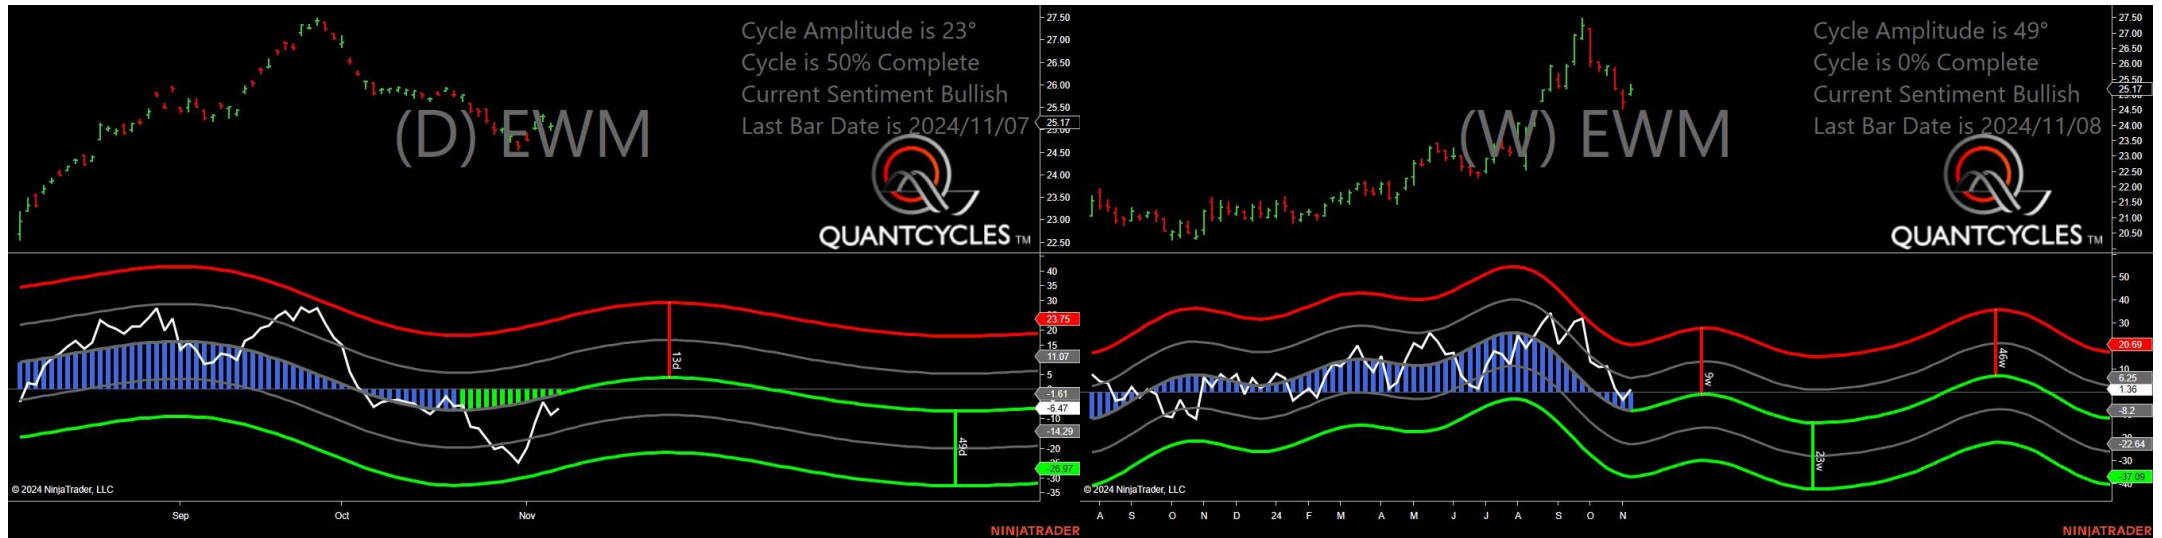 Cycle Amplitude is 23°
Cycle is 50% Complete
Current Sentiment Bullish
Last Bar Date is 2024/11/07
(D) EWM
QUANTCYCLES TM
27.50
27.00
26.50
26.00
25.50
25.17
25.00
24.50
24.00
23.50
23.00
22.50
40
35
30
23.75
20
15
11.07
5
-1.61
-6.47
-10
-14.29
-20
-26.97
-30
-35
13d
49d
© 2024 NinjaTrader, LLC
Sep
Oct
Nov
NINJATRADER
Cycle Amplitude is 49°
Cycle is 0% Complete
Current Sentiment Bullish
Last Bar Date is 2024/11/08
(W) EWM
QUANTCYCLES TM
27.50
27.00
26.50
26.00
25.50
25.17
24.50
24.00
23.50
23.00
22.50
22.00
21.50
21.00
20.50
50
40
30
20.69
10
6.25
1.36
-8.2
-22.64
-30
-37.09
9w
23w
46w
© 2024 NinjaTrader, LLC
A S O N D 24 F M A M J J A S O N
NINJATRADER